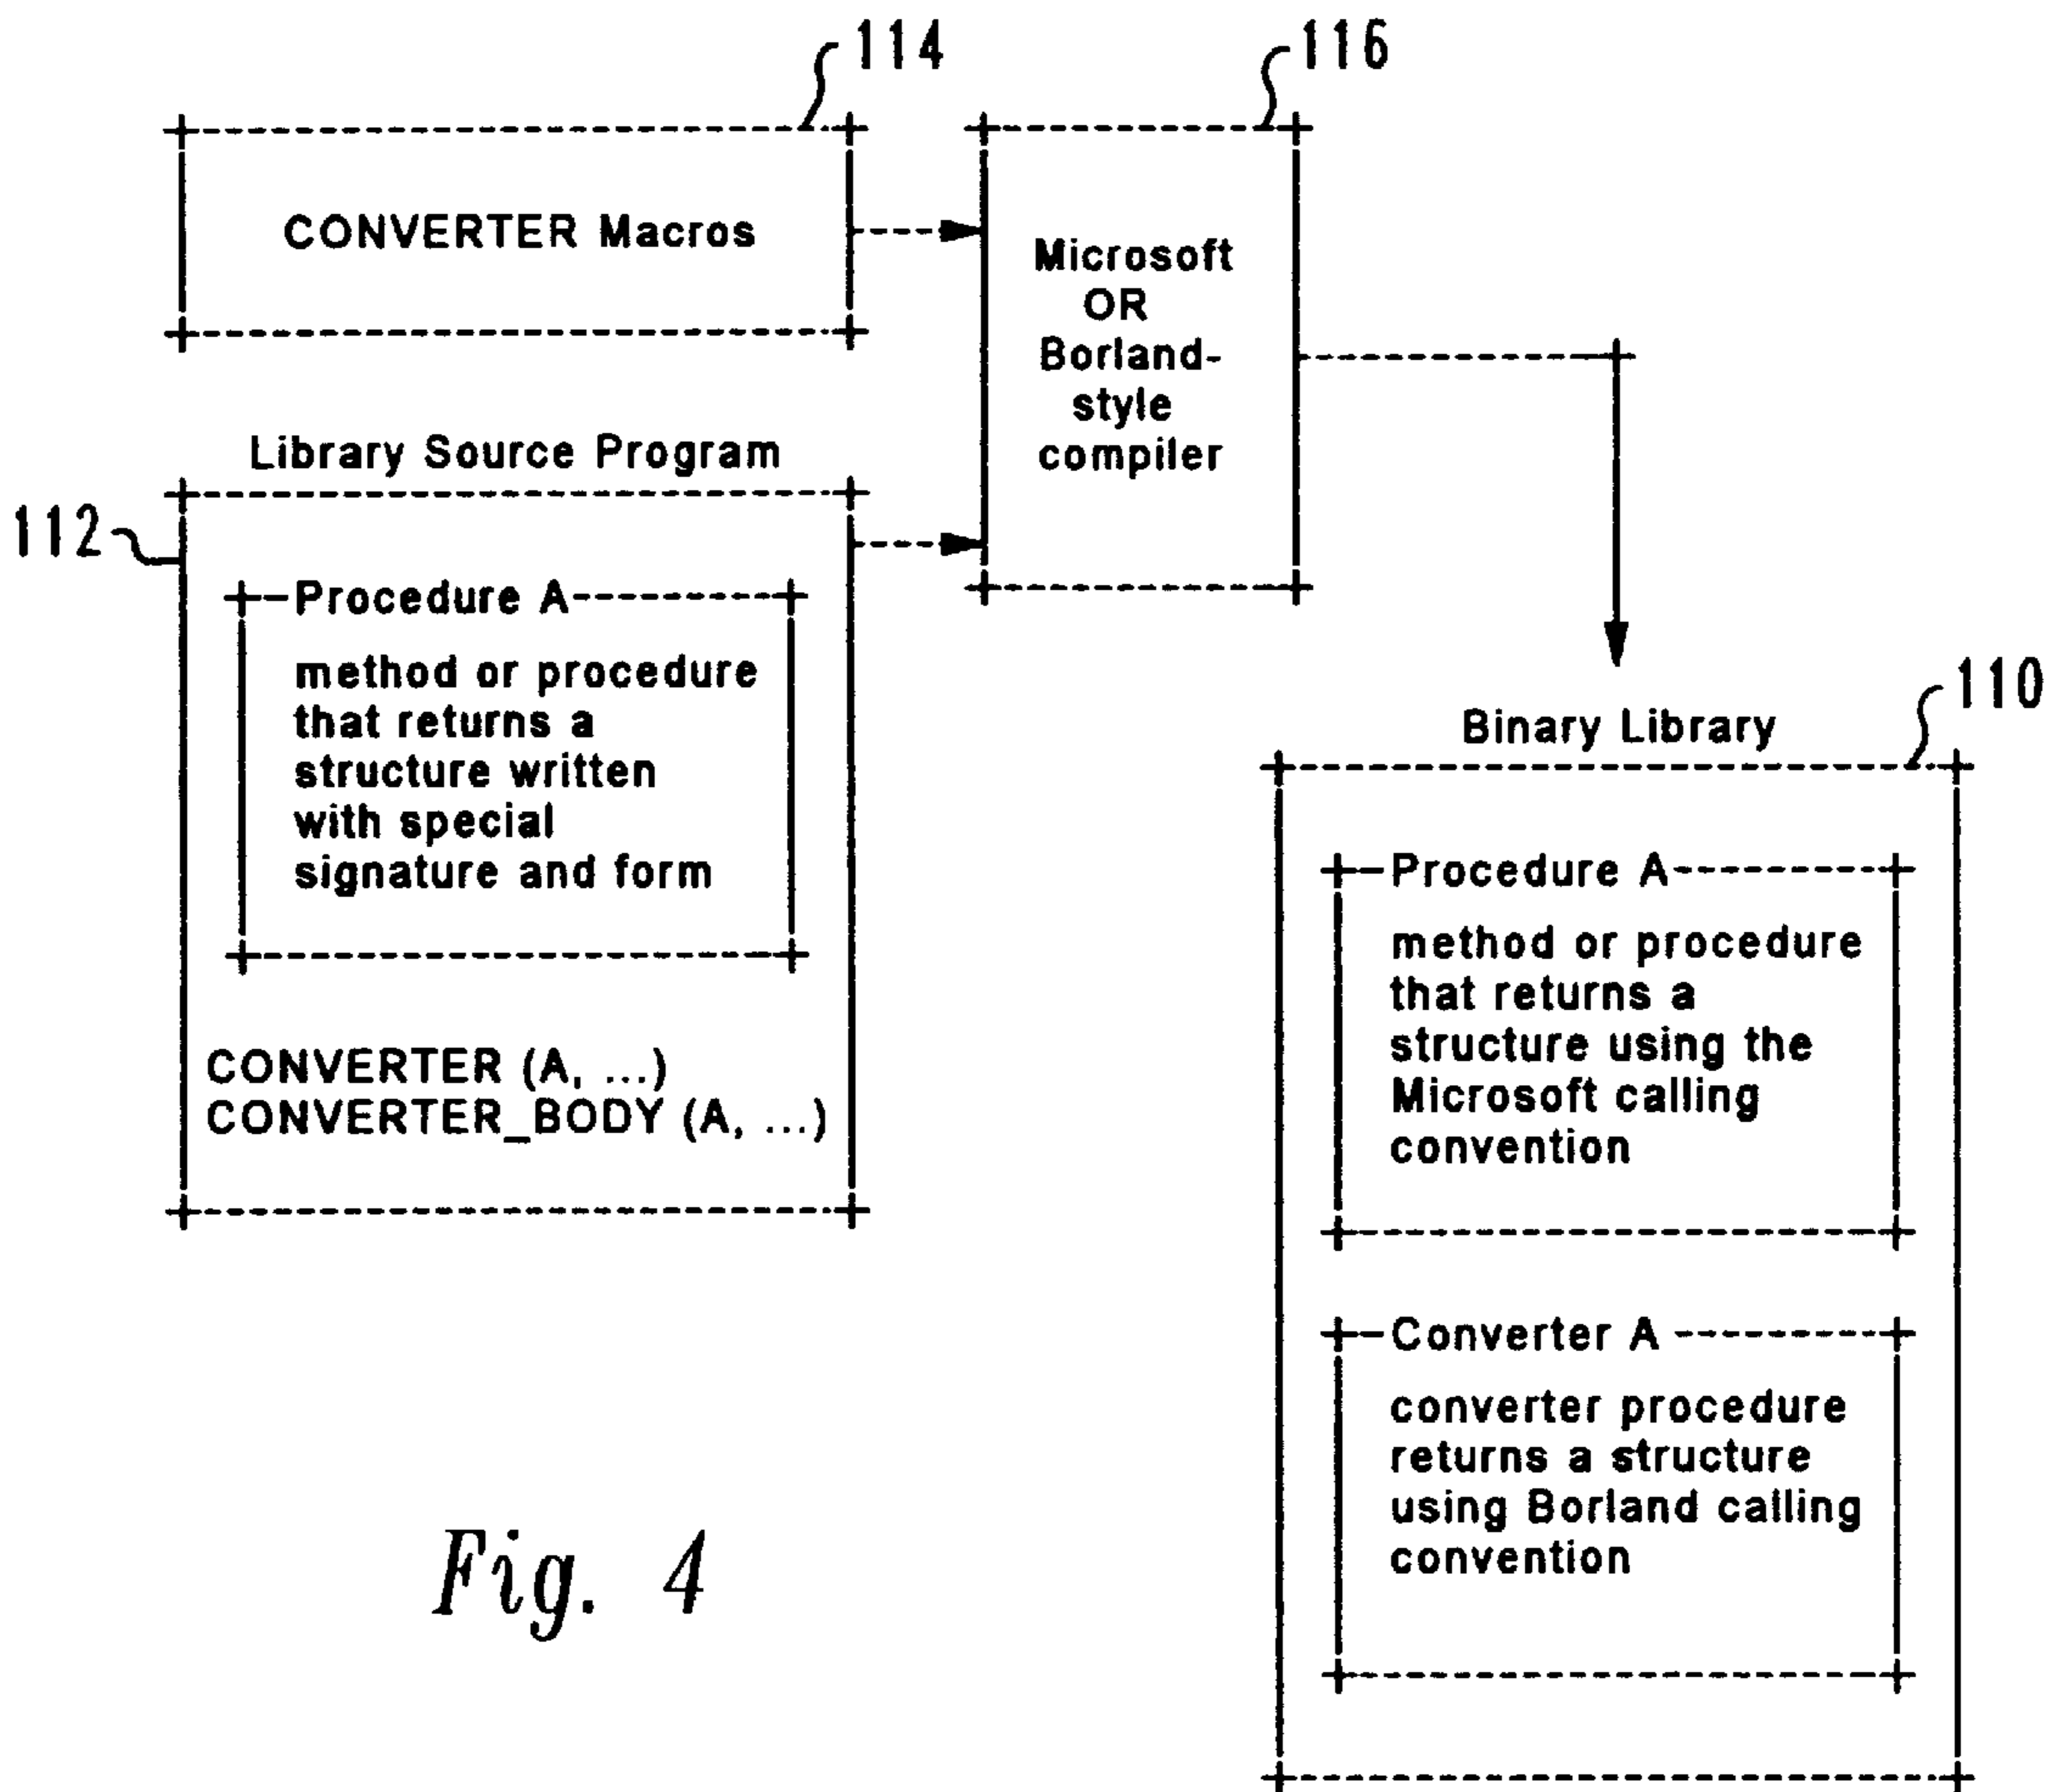 114
116
CONVERTER Macros
Microsoft
OR
Borland-
style
compiler
Library Source Program
112
Procedure A
method or procedure
that returns a
structure written
with special
signature and form
CONVERTER (A, ...)
CONVERTER_BODY (A, ...)
110
Binary Library
Procedure A
method or procedure
that returns a
structure using the
Microsoft calling
convention
Converter A
converter procedure
returns a structure
using Borland calling
convention
Fig. 4